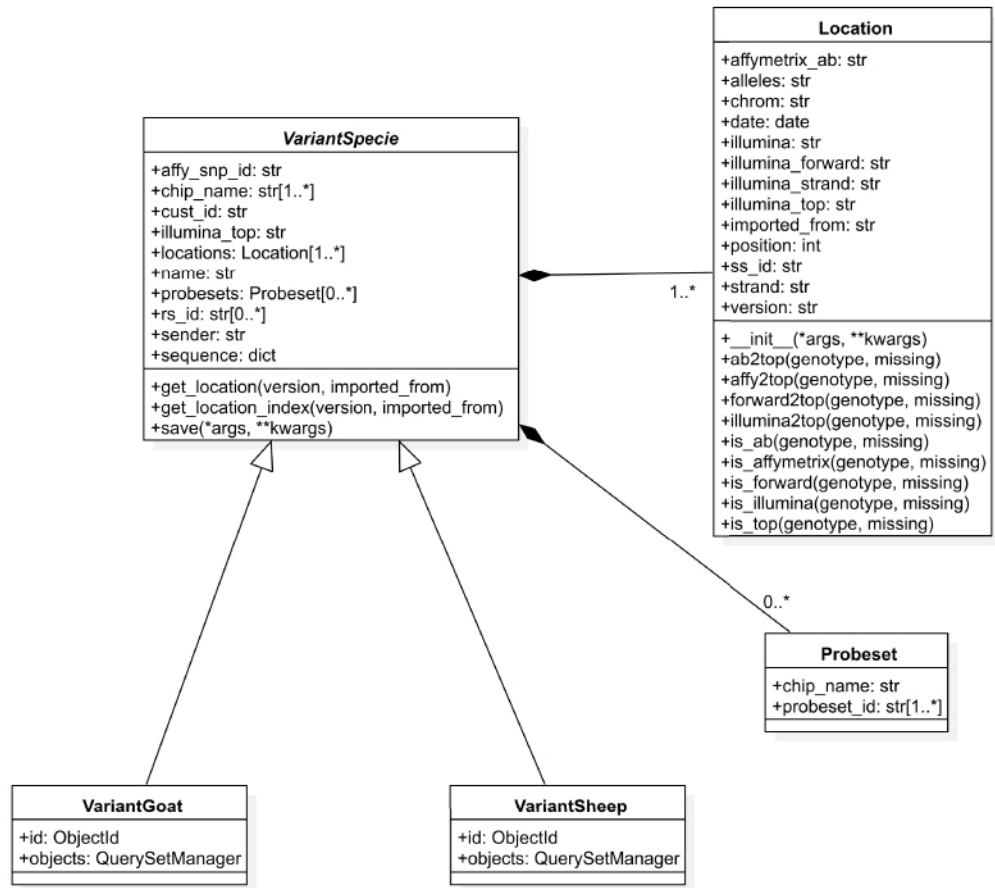 Location
+affymetrix_ab: str
+alleles: str
+chrom: str
+date: date
+illumina: str
+illumina_forward: str
+illumina_strand: str
+illumina_top: str
+imported_from: str
+position: int
+ss_id: str
+strand: str
+version: str
+__init__(*args, **kwargs)
+ab2top(genotype, missing)
+affy2top(genotype, missing)
+forward2top(genotype, missing)
+illumina2top(genotype, missing)
+is_ab(genotype, missing)
+is_affymetrix(genotype, missing)
+is_forward(genotype, missing)
+is_illumina(genotype, missing)
+is_top(genotype, missing)
VariantSpecie
+affy_snp_id: str
+chip_name: str[1..*]
+cust_id: str
+illumina_top: str
+locations: Location[1..*]
+name: str
+probesets: Probeset[0..*]
+rs_id: str[0..*]
+sender: str
+sequence: dict
+get_location(version, imported_from)
+get_location_index(version, imported_from)
+save(*args, **kwargs)
1..*
0..*
Probeset
+chip_name: str
+probeset_id: str[1..*]
VariantGoat
+id: ObjectId
+objects: QuerySetManager
VariantSheep
+id: ObjectId
+objects: QuerySetManager